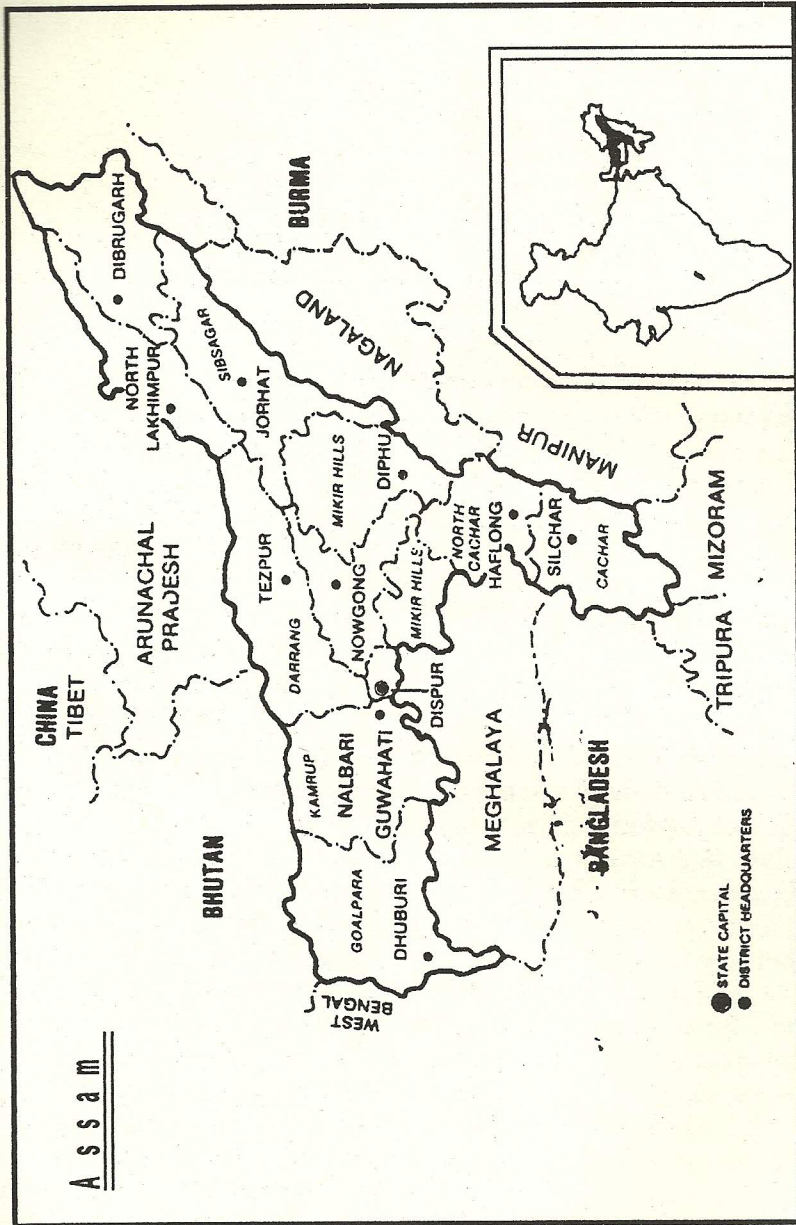 Assam
CHINA
TIBET
ARUNACHAL
PRADESH
BHUTAN
NORTH
LAKHIMPUR
DIBRUGARH
SIBSAGAR
JORHAT
BURMA
TEZPUR
DARRANG
MIKIR HILLS
NAGALAND
KAMRUP
NALBARI
GUWAHATI
NOWGONG
DIPHU
GOALPARA
DHUBURI
WEST
BENGAL
DISPUR
MIKIR HILLS
NORTH
CACHAR
HAFLONG
MANIPUR
MEGHALAYA
SILCHAR
CACHAR
BANGLADESH
TRIPURA
MIZORAM
STATE CAPITAL
DISTRICT HEADQUARTERS